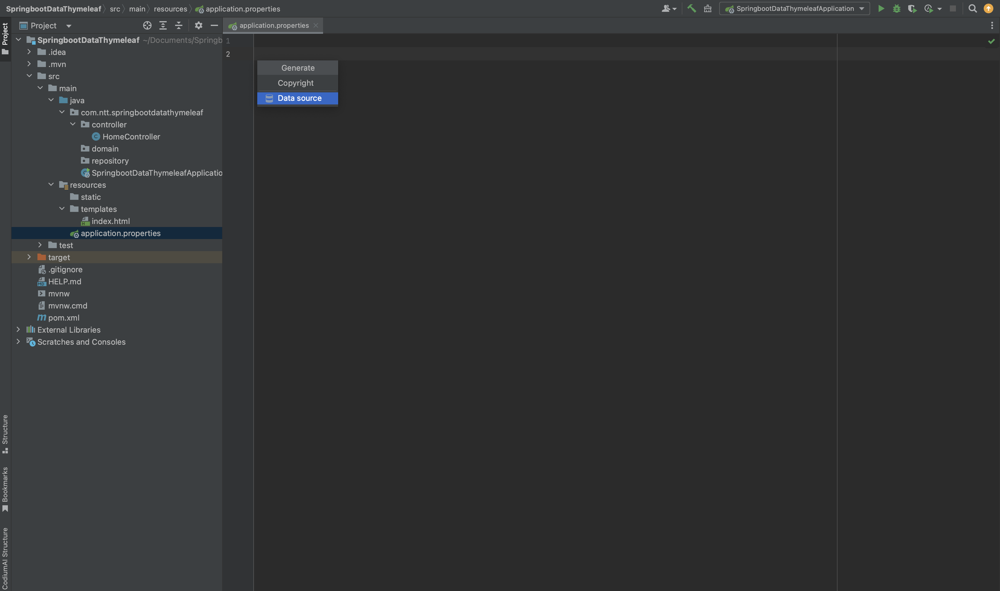 SpringbootDataThymeleaf src main resources application.properties
SpringbootDataThymeleafApplication
Project
Project
application.properties
SpringbootDataThymeleaf ~/Documents/Springb
.idea
.mvn
src
main
java
com.ntt.springbootdatathymeleaf
controller
HomeController
domain
repository
SpringbootDataThymeleafApplicatio
resources
static
templates
index.html
application.properties
test
target
.gitignore
HELP.md
mvnw
mvnw.cmd
pom.xml
External Libraries
Scratches and Consoles
1
2
Generate
Copyright
Data source
Structure
Bookmarks
CodiumAI Structure